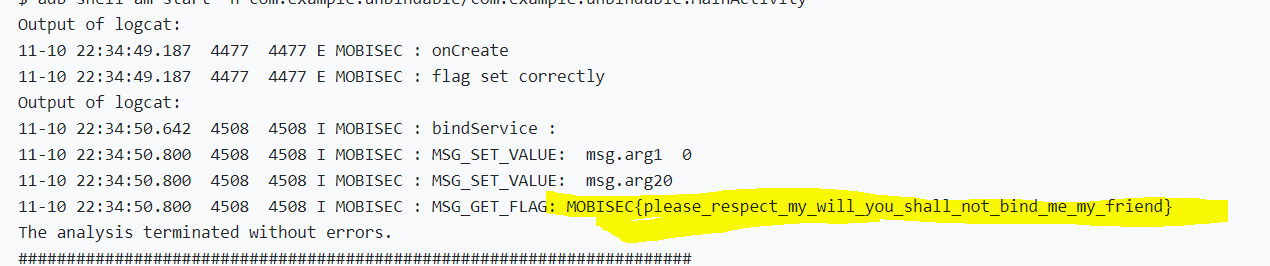 $ adb shell am start -n com.example.unbindable/com.example.unbindable.MainActivity
Output of logcat:
11-10 22:34:49.187  4477  4477 E MOBISEC : onCreate
11-10 22:34:49.187  4477  4477 E MOBISEC : flag set correctly
Output of logcat:
11-10 22:34:50.642  4508  4508 I MOBISEC : bindService :
11-10 22:34:50.800  4508  4508 I MOBISEC : MSG_SET_VALUE:  msg.arg1  0
11-10 22:34:50.800  4508  4508 I MOBISEC : MSG_SET_VALUE:  msg.arg20
11-10 22:34:50.800  4508  4508 I MOBISEC : MSG_GET_FLAG: MOBISEC{please_respect_my_will_you_shall_not_bind_me_my_friend}
The analysis terminated without errors.
######################################################################